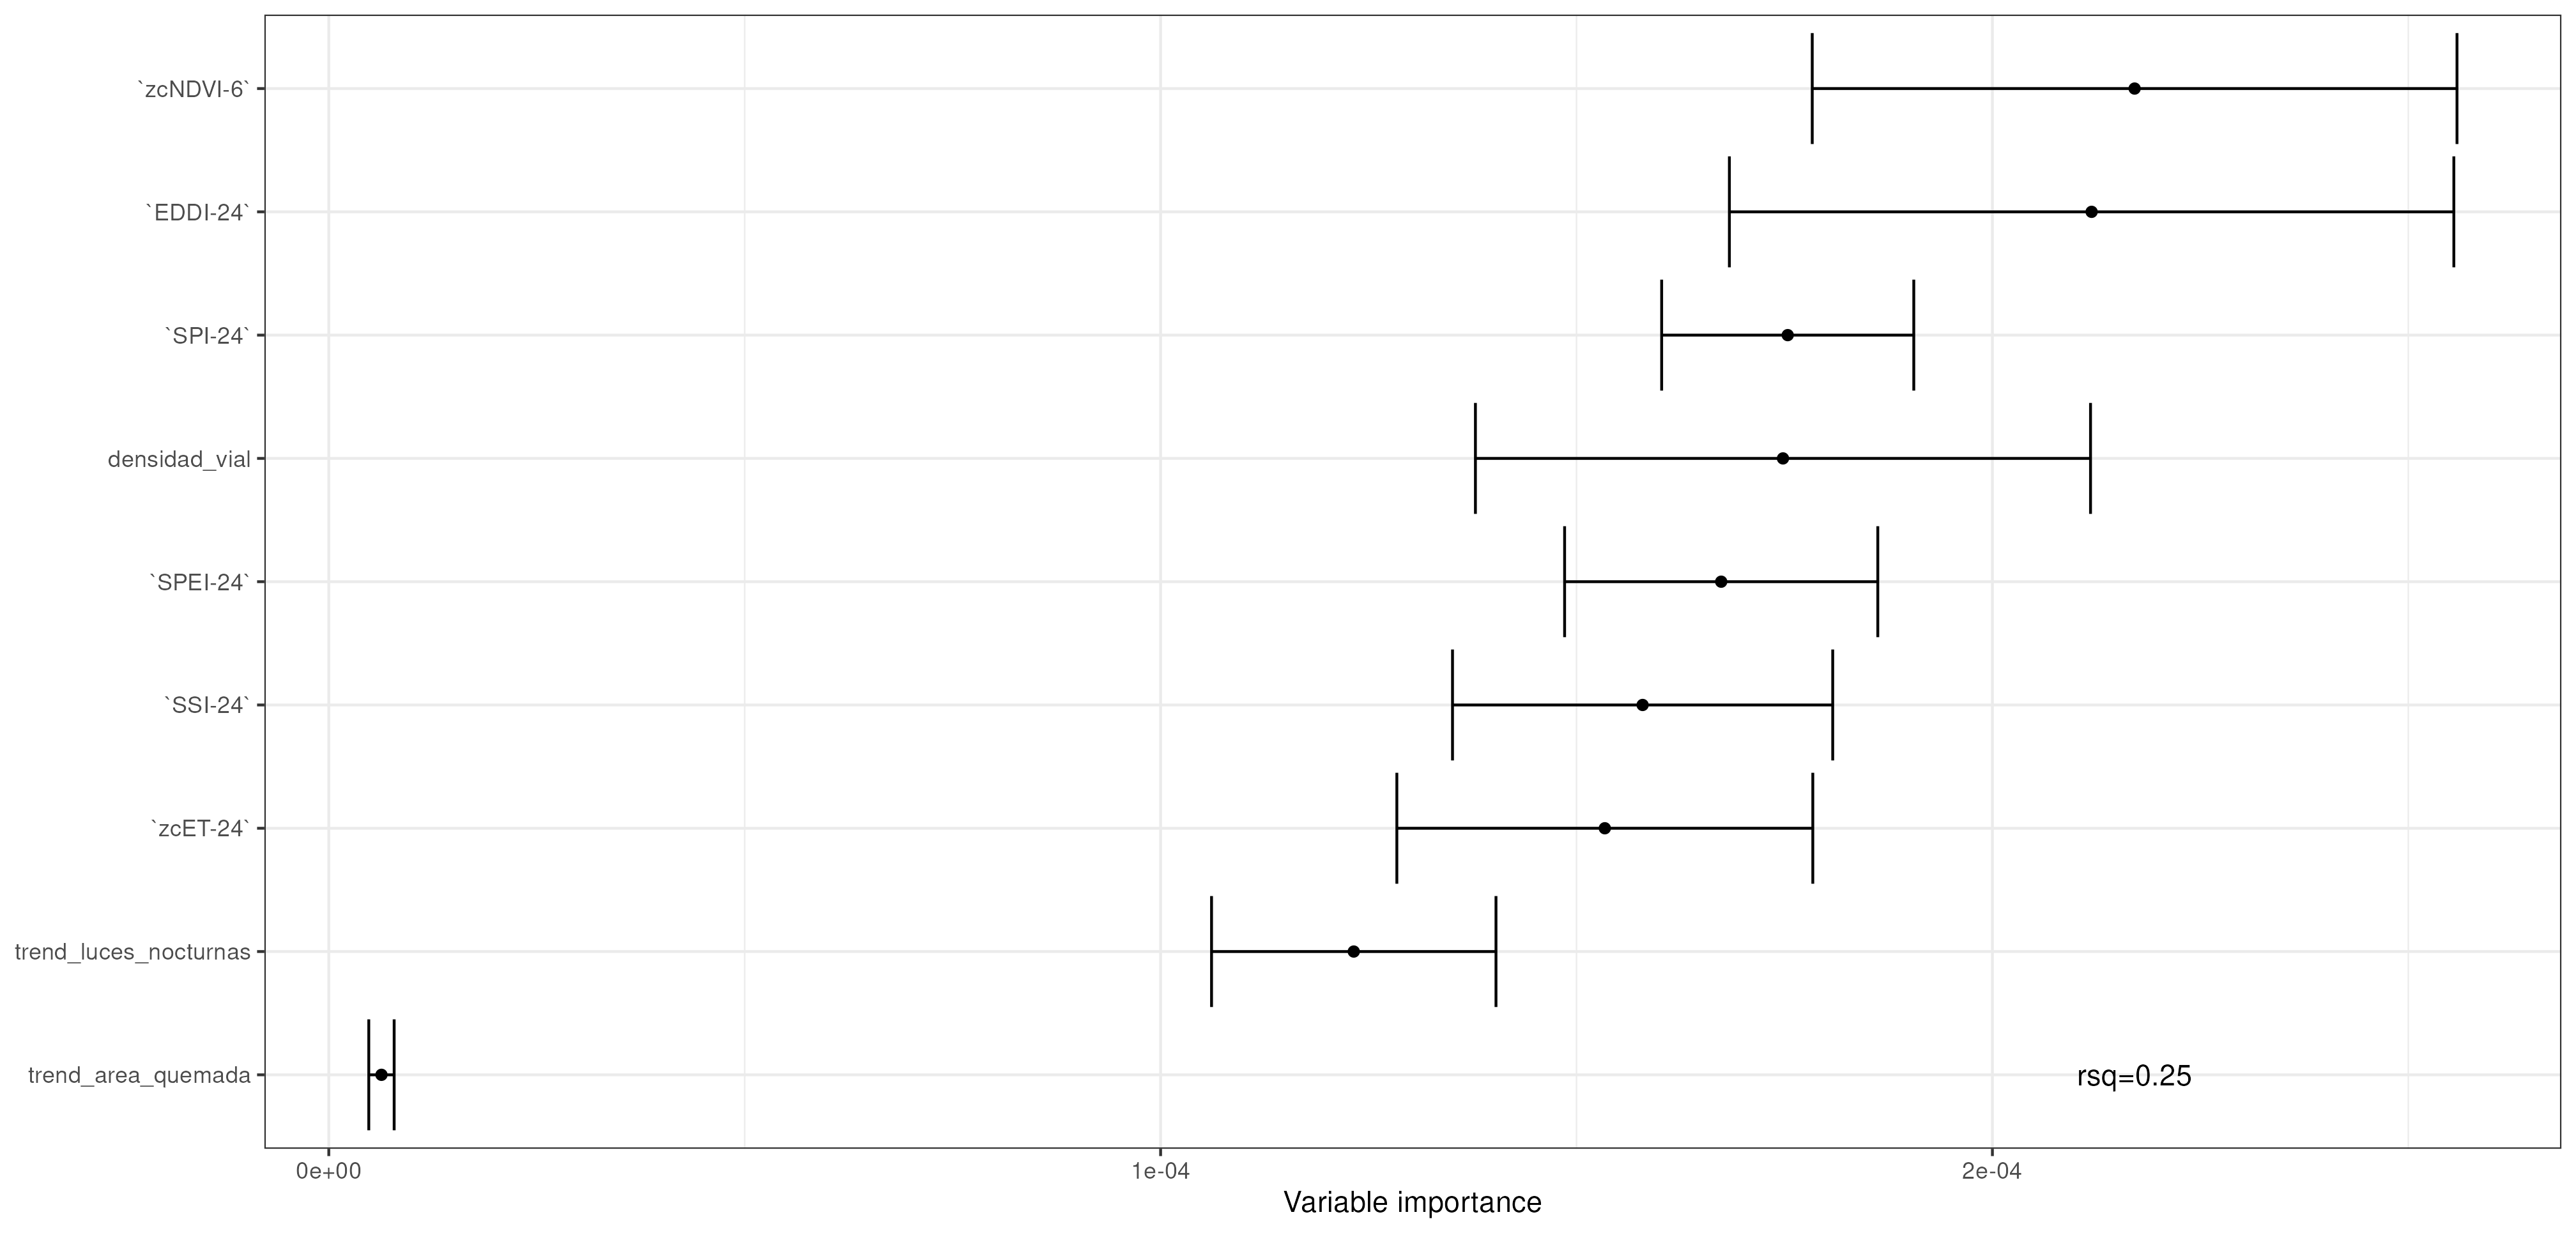 `zcNDVI-6`
`EDDI-24`
`SPI-24`
densidad_vial
`SPEI-24`
`SSI-24`
`zcET-24`
trend_luces_nocturnas
trend_area_quemada
rsq=0.25
0e+00 1e-04 2e-04
Variable importance